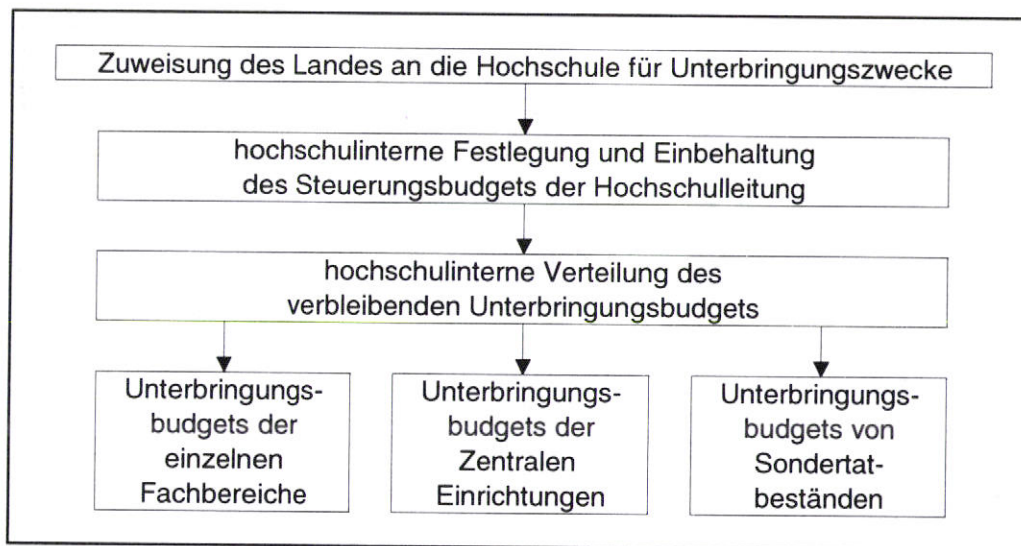 Zuweisung des Landes an die Hochschule für Unterbringungszwecke
hochschulinterne Festlegung und Einbehaltung
des Steuerungsbudgets der Hochschulleitung
hochschulinterne Verteilung des
verbleibenden Unterbringungsbudgets
Unterbringungs-
budgets der
einzelnen
Fachbereiche
Unterbringungs-
budgets der
Zentralen
Einrichtungen
Unterbringungs-
budgets von
Sondertat-
beständen